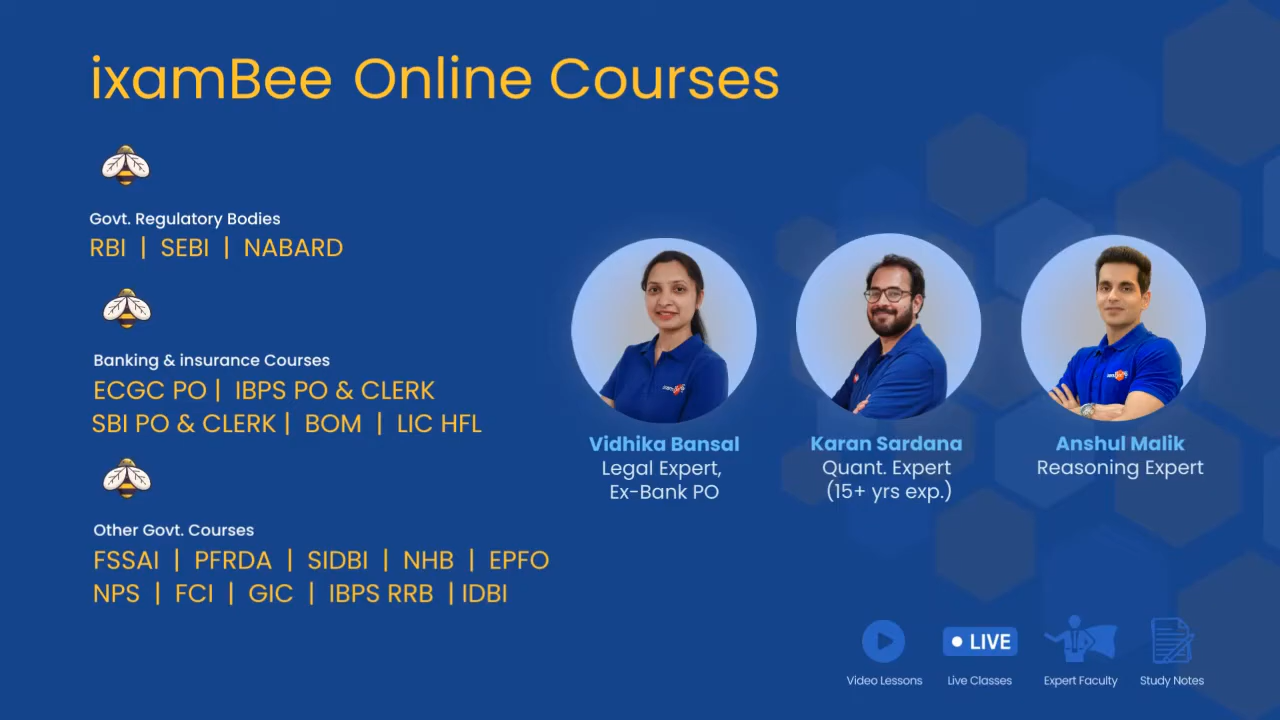 ixamBee Online Courses
Govt. Regulatory Bodies
RBI | SEBI | NABARD
Banking & insurance Courses
ECGC PO | IBPS PO & CLERK
SBI PO & CLERK | BOM | LIC HFL
Other Govt. Courses
FSSAI | PFRDA | SIDBI | NHB | EPFO
NPS | FCI | GIC | IBPS RRB | IDBI
Vidhika Bansal
Legal Expert,
Ex-Bank PO
Karan Sardana
Quant. Expert
(15+ yrs exp.)
Anshul Malik
Reasoning Expert
LIVE
Video Lessons
Live Classes
Expert Faculty
Study Notes